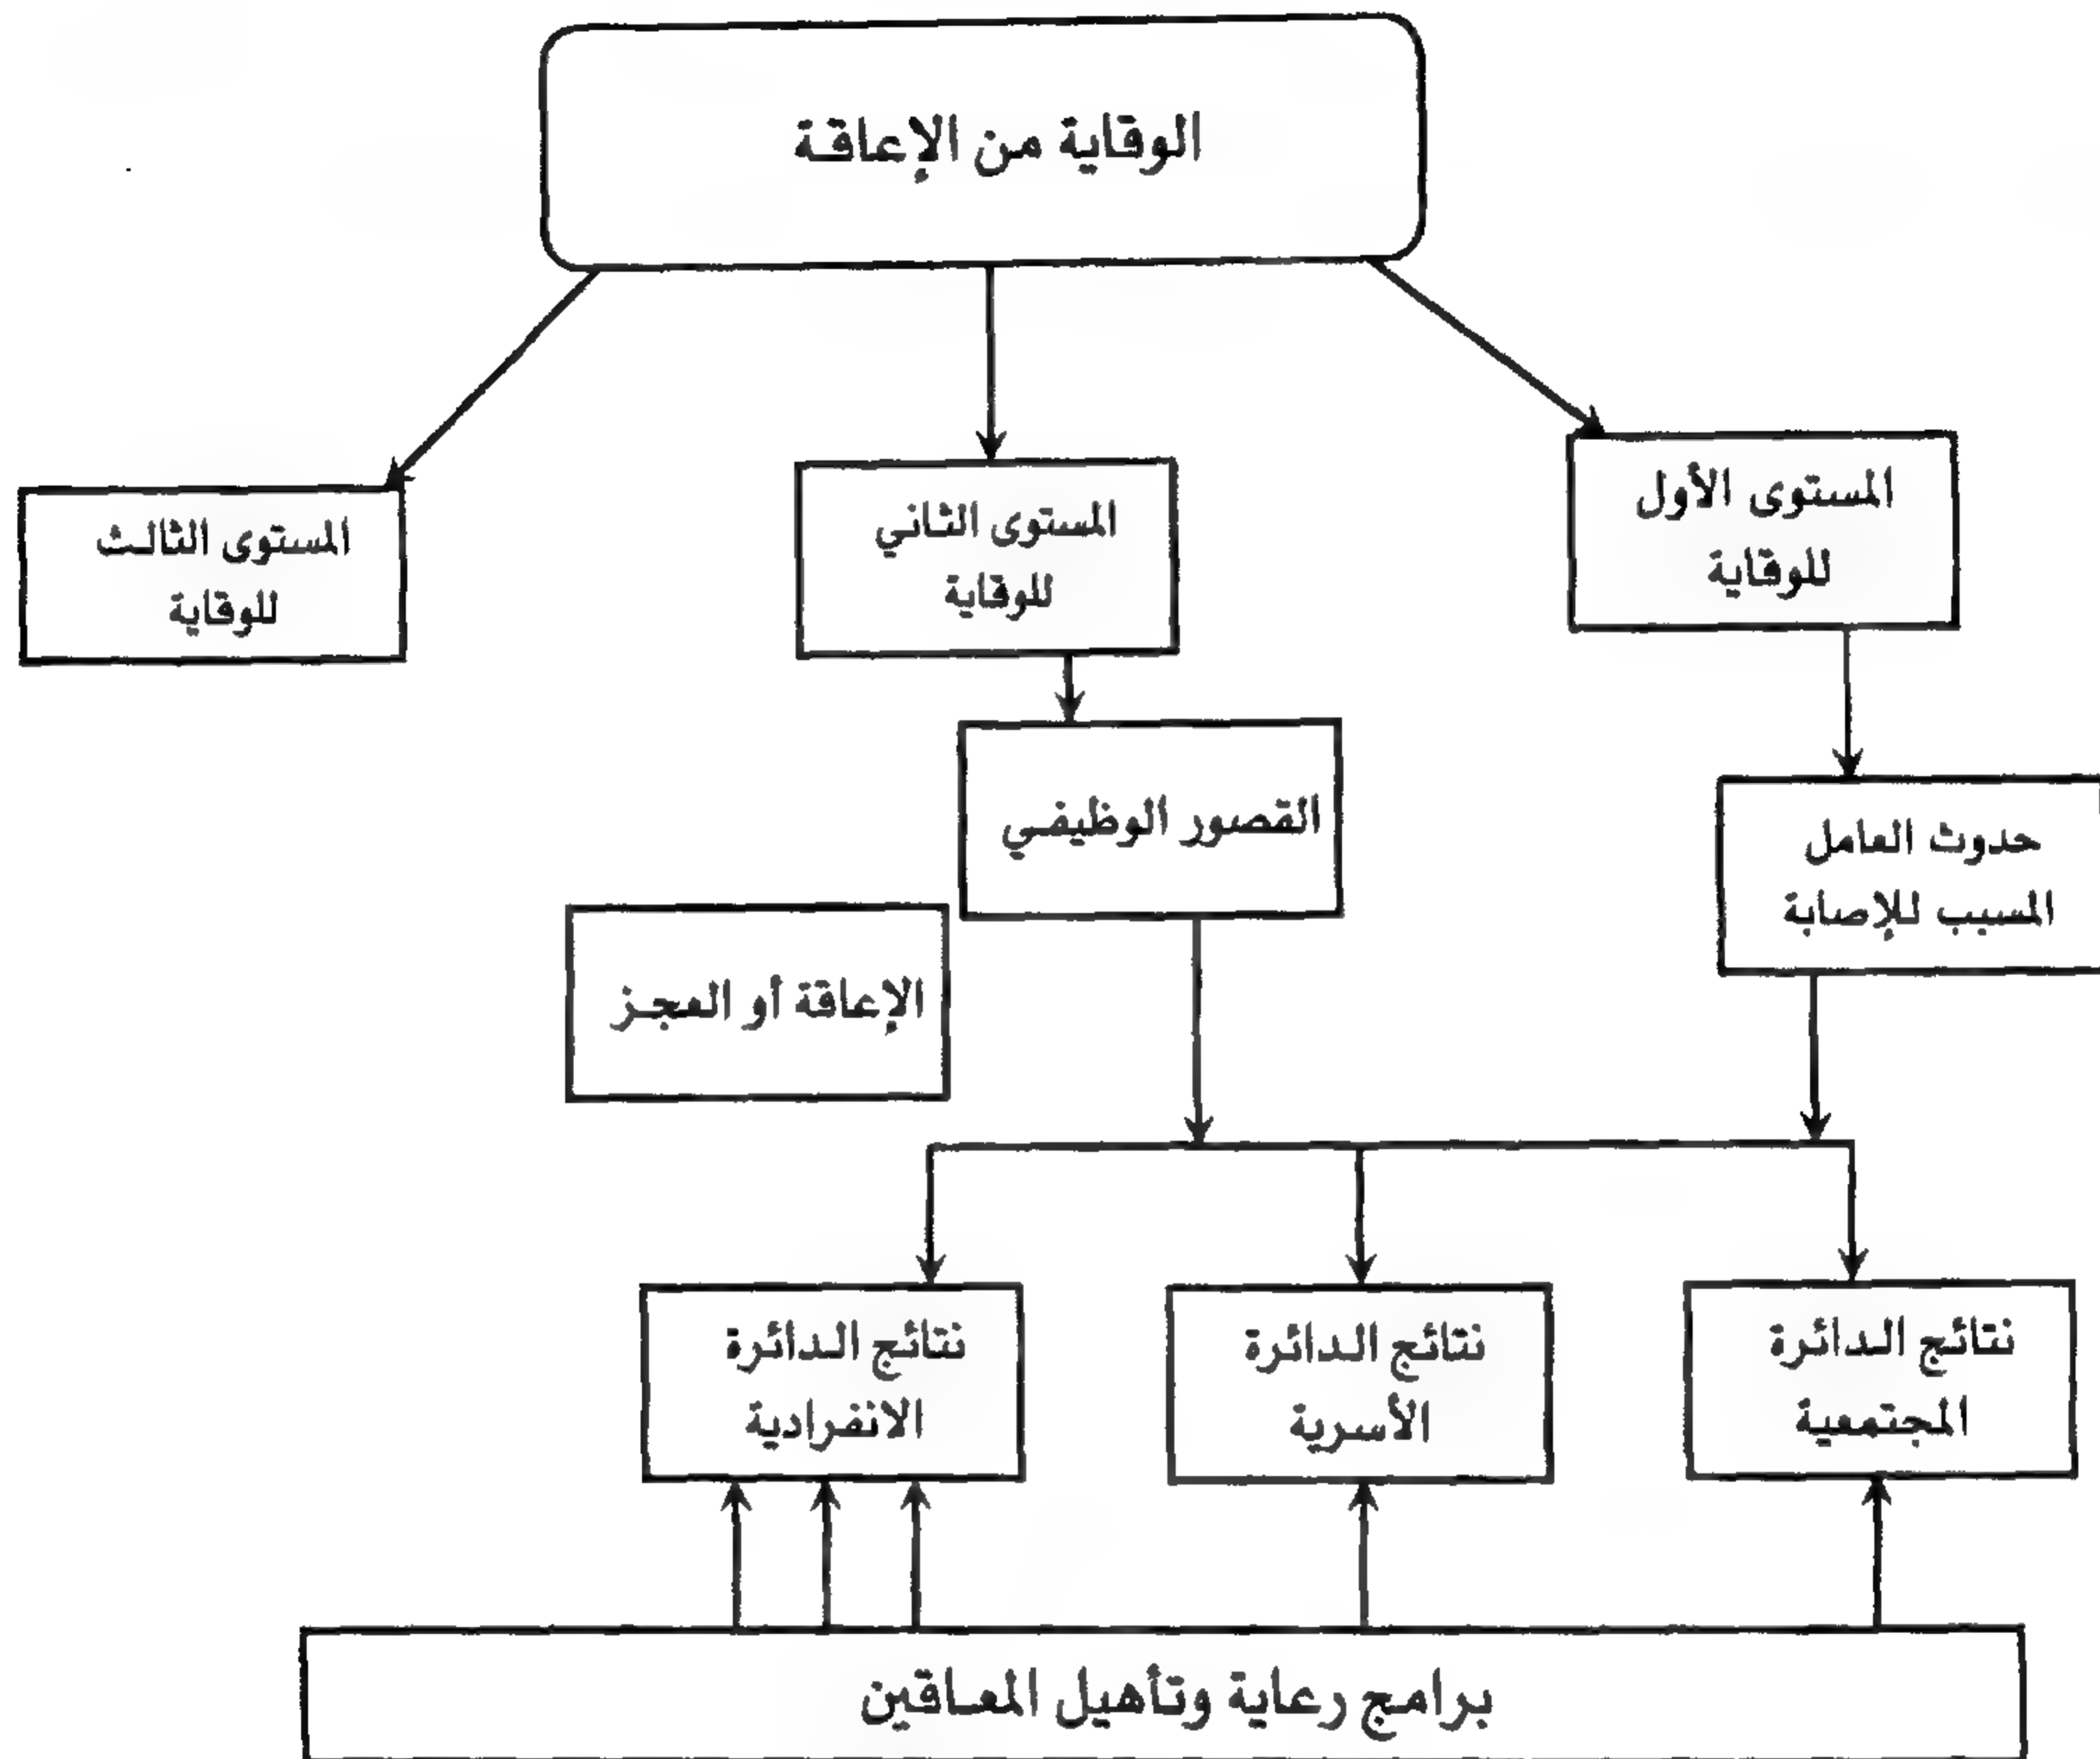 الوقاية من الإعاقة
المستوى الأول
للوقاية
المستوى الثاني
للوقاية
المستوى الثالث
للوقاية
القصور الوظيفي
حدوث العامل
المسبب للإصابة
الإعاقة أو العجز
نتائج الدائرة
المجتمعية
نتائج الدائرة
الأسرية
نتائج الدائرة
الانفرادية
برامج رعاية وتأهيل المعاقين